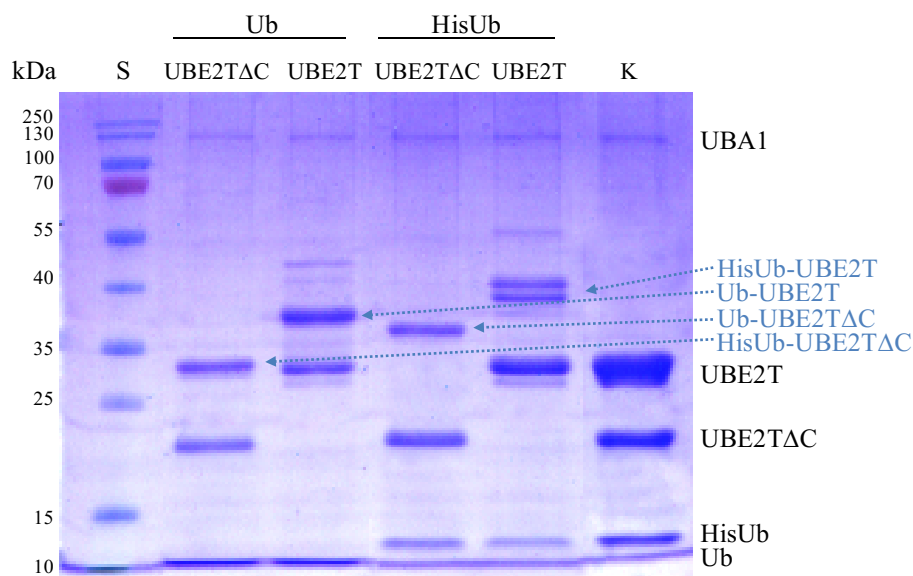 Ub HisUb
kDa S UBE2TΔC UBE2T UBE2TΔC UBE2T K
250
130 UBA1
100
70
55
HisUb-UBE2T
40 Ub-UBE2T
Ub-UBE2TΔC
35 HisUb-UBE2TΔC
UBE2T
25
UBE2TΔC
15
HisUb
10 Ub